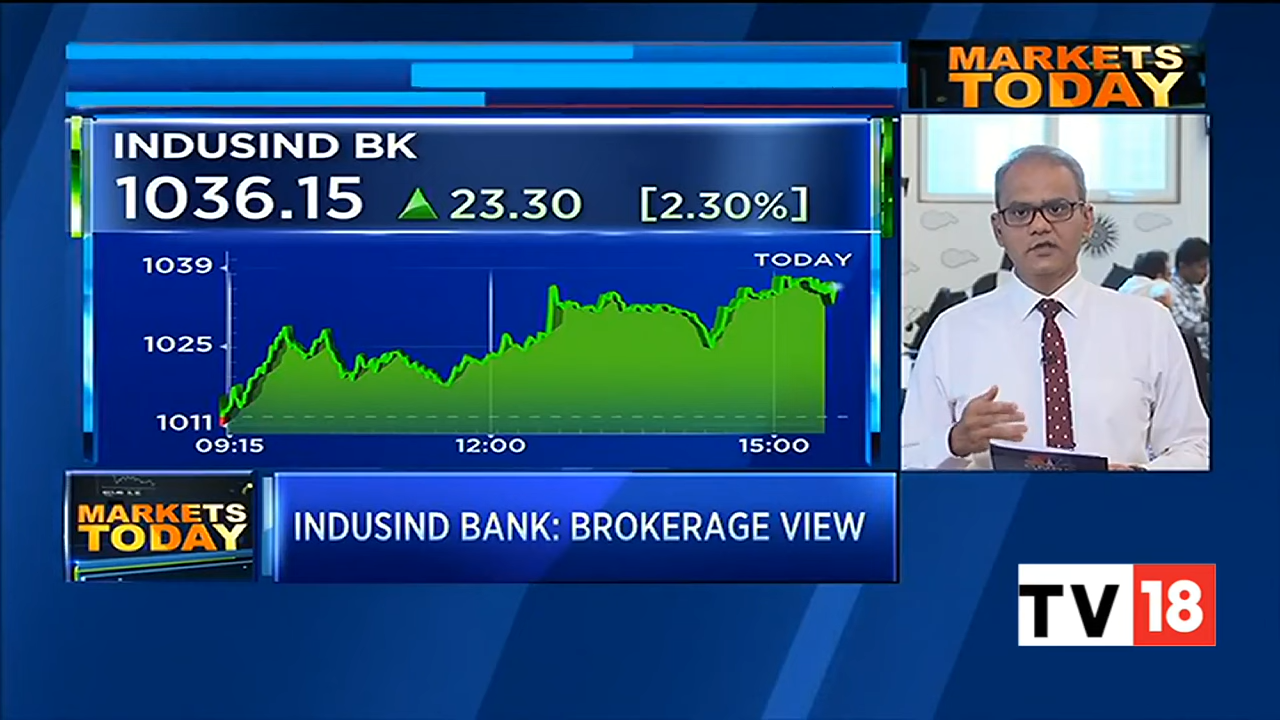 MARKETS
TODAY
INDUSIND BK
1036.15 ▲ 23.30 [2.30%]
TODAY
1039
1025
1011
09:15 12:00 15:00
MARKETS
TODAY
INDUSIND BANK: BROKERAGE VIEW
TV18